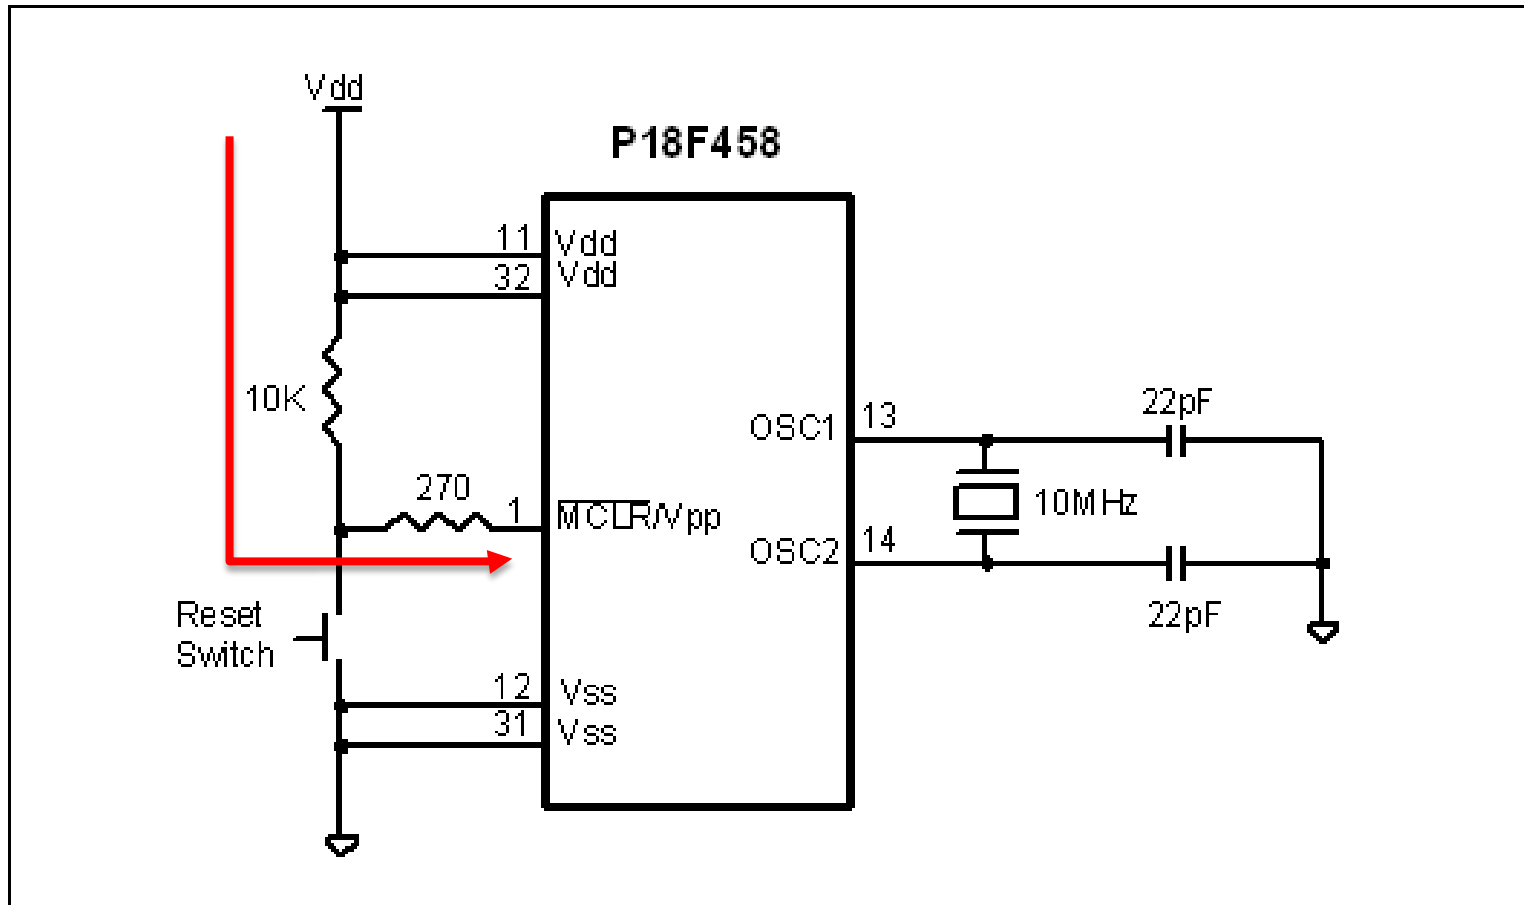 Vdd
P18F458
11 Vdd
32 Vdd
10K
270
1 MCLR/Vpp
Reset
Switch
12 Vss
31 Vss
OSC1 13
OSC2 14
10MHz
22pF
22pF